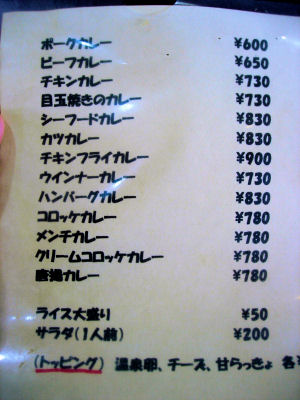 ポークカレー ¥600
ビーフカレー ¥650
チキンカレー ¥730
目玉焼きのカレー ¥730
シーフードカレー ¥830
カツカレー ¥830
チキンフライカレー ¥900
ウインナーカレー ¥730
ハンバーグカレー ¥830
コロッケカレー ¥780
メンチカレー ¥780
クリームコロッケカレー ¥780
唐揚カレー ¥780
ライス大盛り ¥50
サラダ(1人前) ¥200
(トッピング) 温泉卵、チーズ、甘らっきょ 各¥